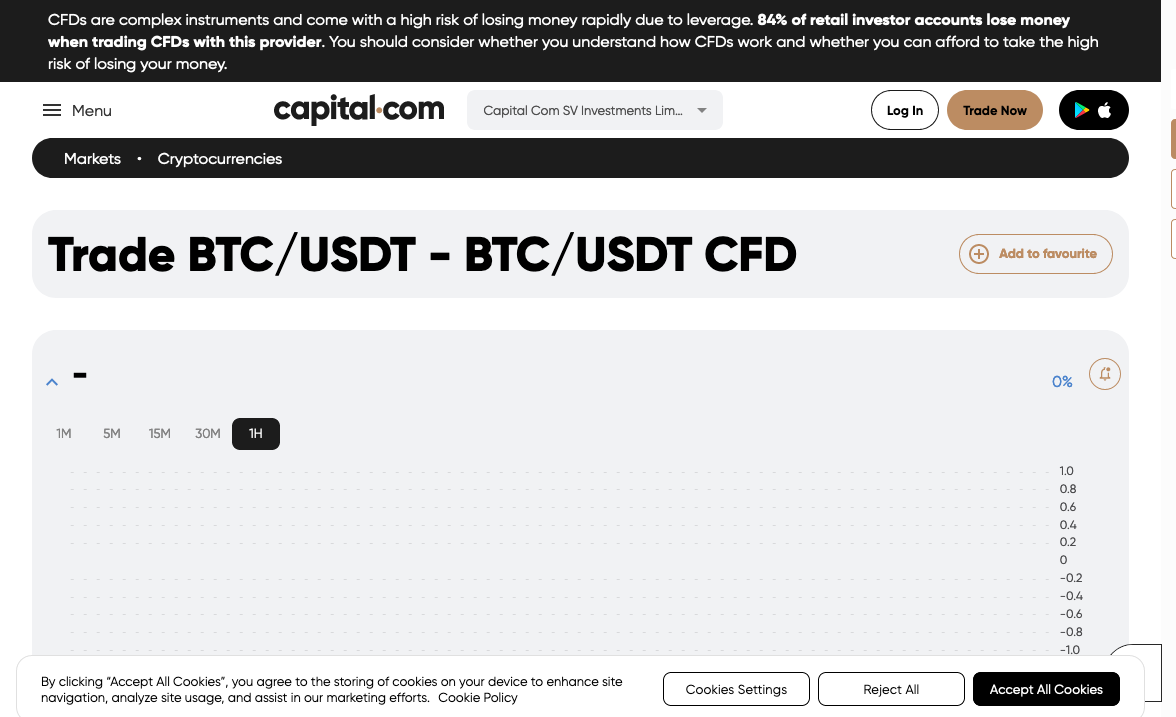 CFDs are complex instruments and come with a high risk of losing money rapidly due to leverage. 84% of retail investor accounts lose money
when trading CFDs with this provider. You should consider whether you understand how CFDs work and whether you can afford to take the high
risk of losing your money.
Menu
capital.com
Capital Com SV Investments Lim...
Log In
Trade Now
Markets • Cryptocurrencies
Trade BTC/USDT - BTC/USDT CFD
Add to favourite
-
0%
1M 5M 15M 30M 1H
1.0
0.8
0.6
0.4
0.2
0
-0.2
-0.4
-0.6
-0.8
-1.0
By clicking “Accept All Cookies”, you agree to the storing of cookies on your device to enhance site
navigation, analyze site usage, and assist in our marketing efforts. Cookie Policy
Cookies Settings
Reject All
Accept All Cookies